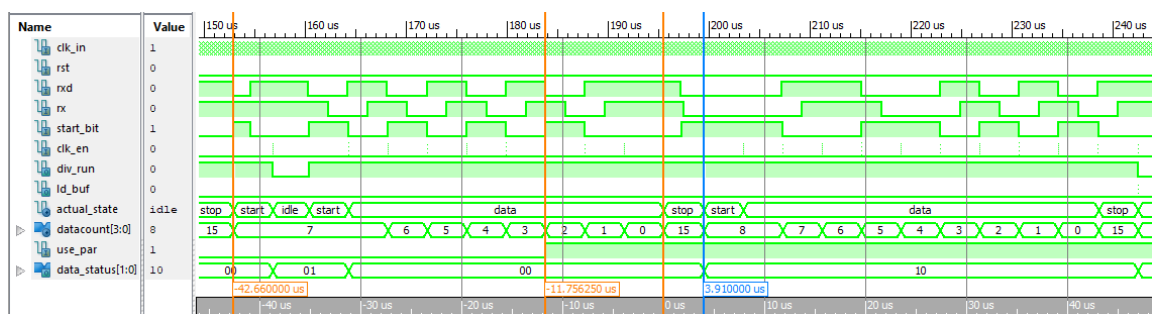 Name Value 150 us 160 us 170 us 180 us 190 us 200 us 210 us 220 us 230 us 240 us
clk_in 1
rst 0
rxd 0
rx 0
start_bit 1
clk_en 0
div_run 0
ld_buf 0
actual_state idle stop start idle start data stop start data stop
datacount[3:0] 8 15 7 6 5 4 3 2 1 0 15 8 7 6 5 4 3 2 1 0 15
use_par 1
data_status[1:0] 10 00 01 00 10
-42.660000 us -11.756250 us 3.910000 us
-40 us -30 us -20 us -10 us 0 us 10 us 20 us 30 us 40 us